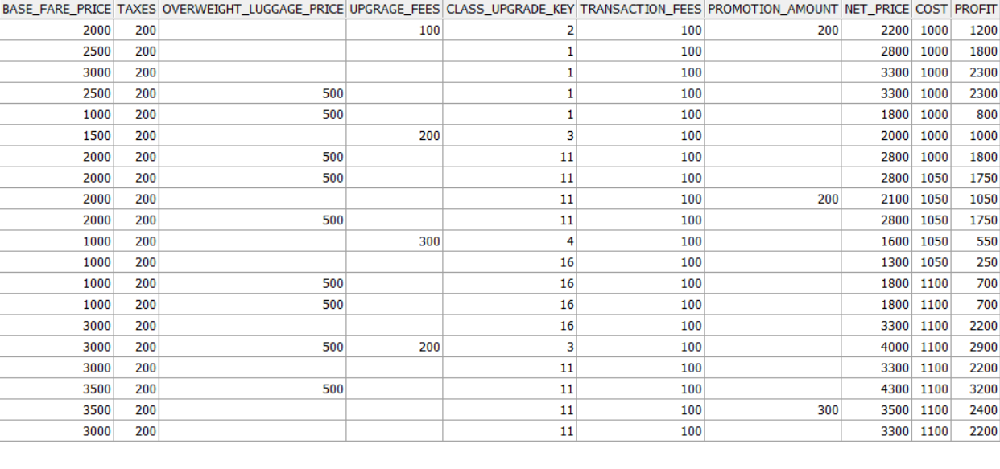 BASE_FARE_PRICE TAXES OVERWEIGHT_LUGGAGE_PRICE UPGRAGE_FEES CLASS_UPGRADE_KEY TRANSACTION_FEES PROMOTION_AMOUNT NET_PRICE COST PROFIT
2000 200 100 2 100 200 2200 1000 1200
2500 200 1 100 2800 1000 1800
3000 200 1 100 3300 1000 2300
2500 200 500 1 100 3300 1000 2300
1000 200 500 1 100 1800 1000 800
1500 200 200 3 100 2000 1000 1000
2000 200 500 11 100 2800 1000 1800
2000 200 500 11 100 2800 1050 1750
2000 200 11 100 200 2100 1050 1050
2000 200 500 11 100 2800 1050 1750
1000 200 300 4 100 1600 1050 550
1000 200 16 100 1300 1050 250
1000 200 500 16 100 1800 1100 700
1000 200 500 16 100 1800 1100 700
3000 200 16 100 3300 1100 2200
3000 200 500 200 3 100 4000 1100 2900
3000 200 11 100 3300 1100 2200
3500 200 500 11 100 4300 1100 3200
3500 200 11 100 300 3500 1100 2400
3000 200 11 100 3300 1100 2200